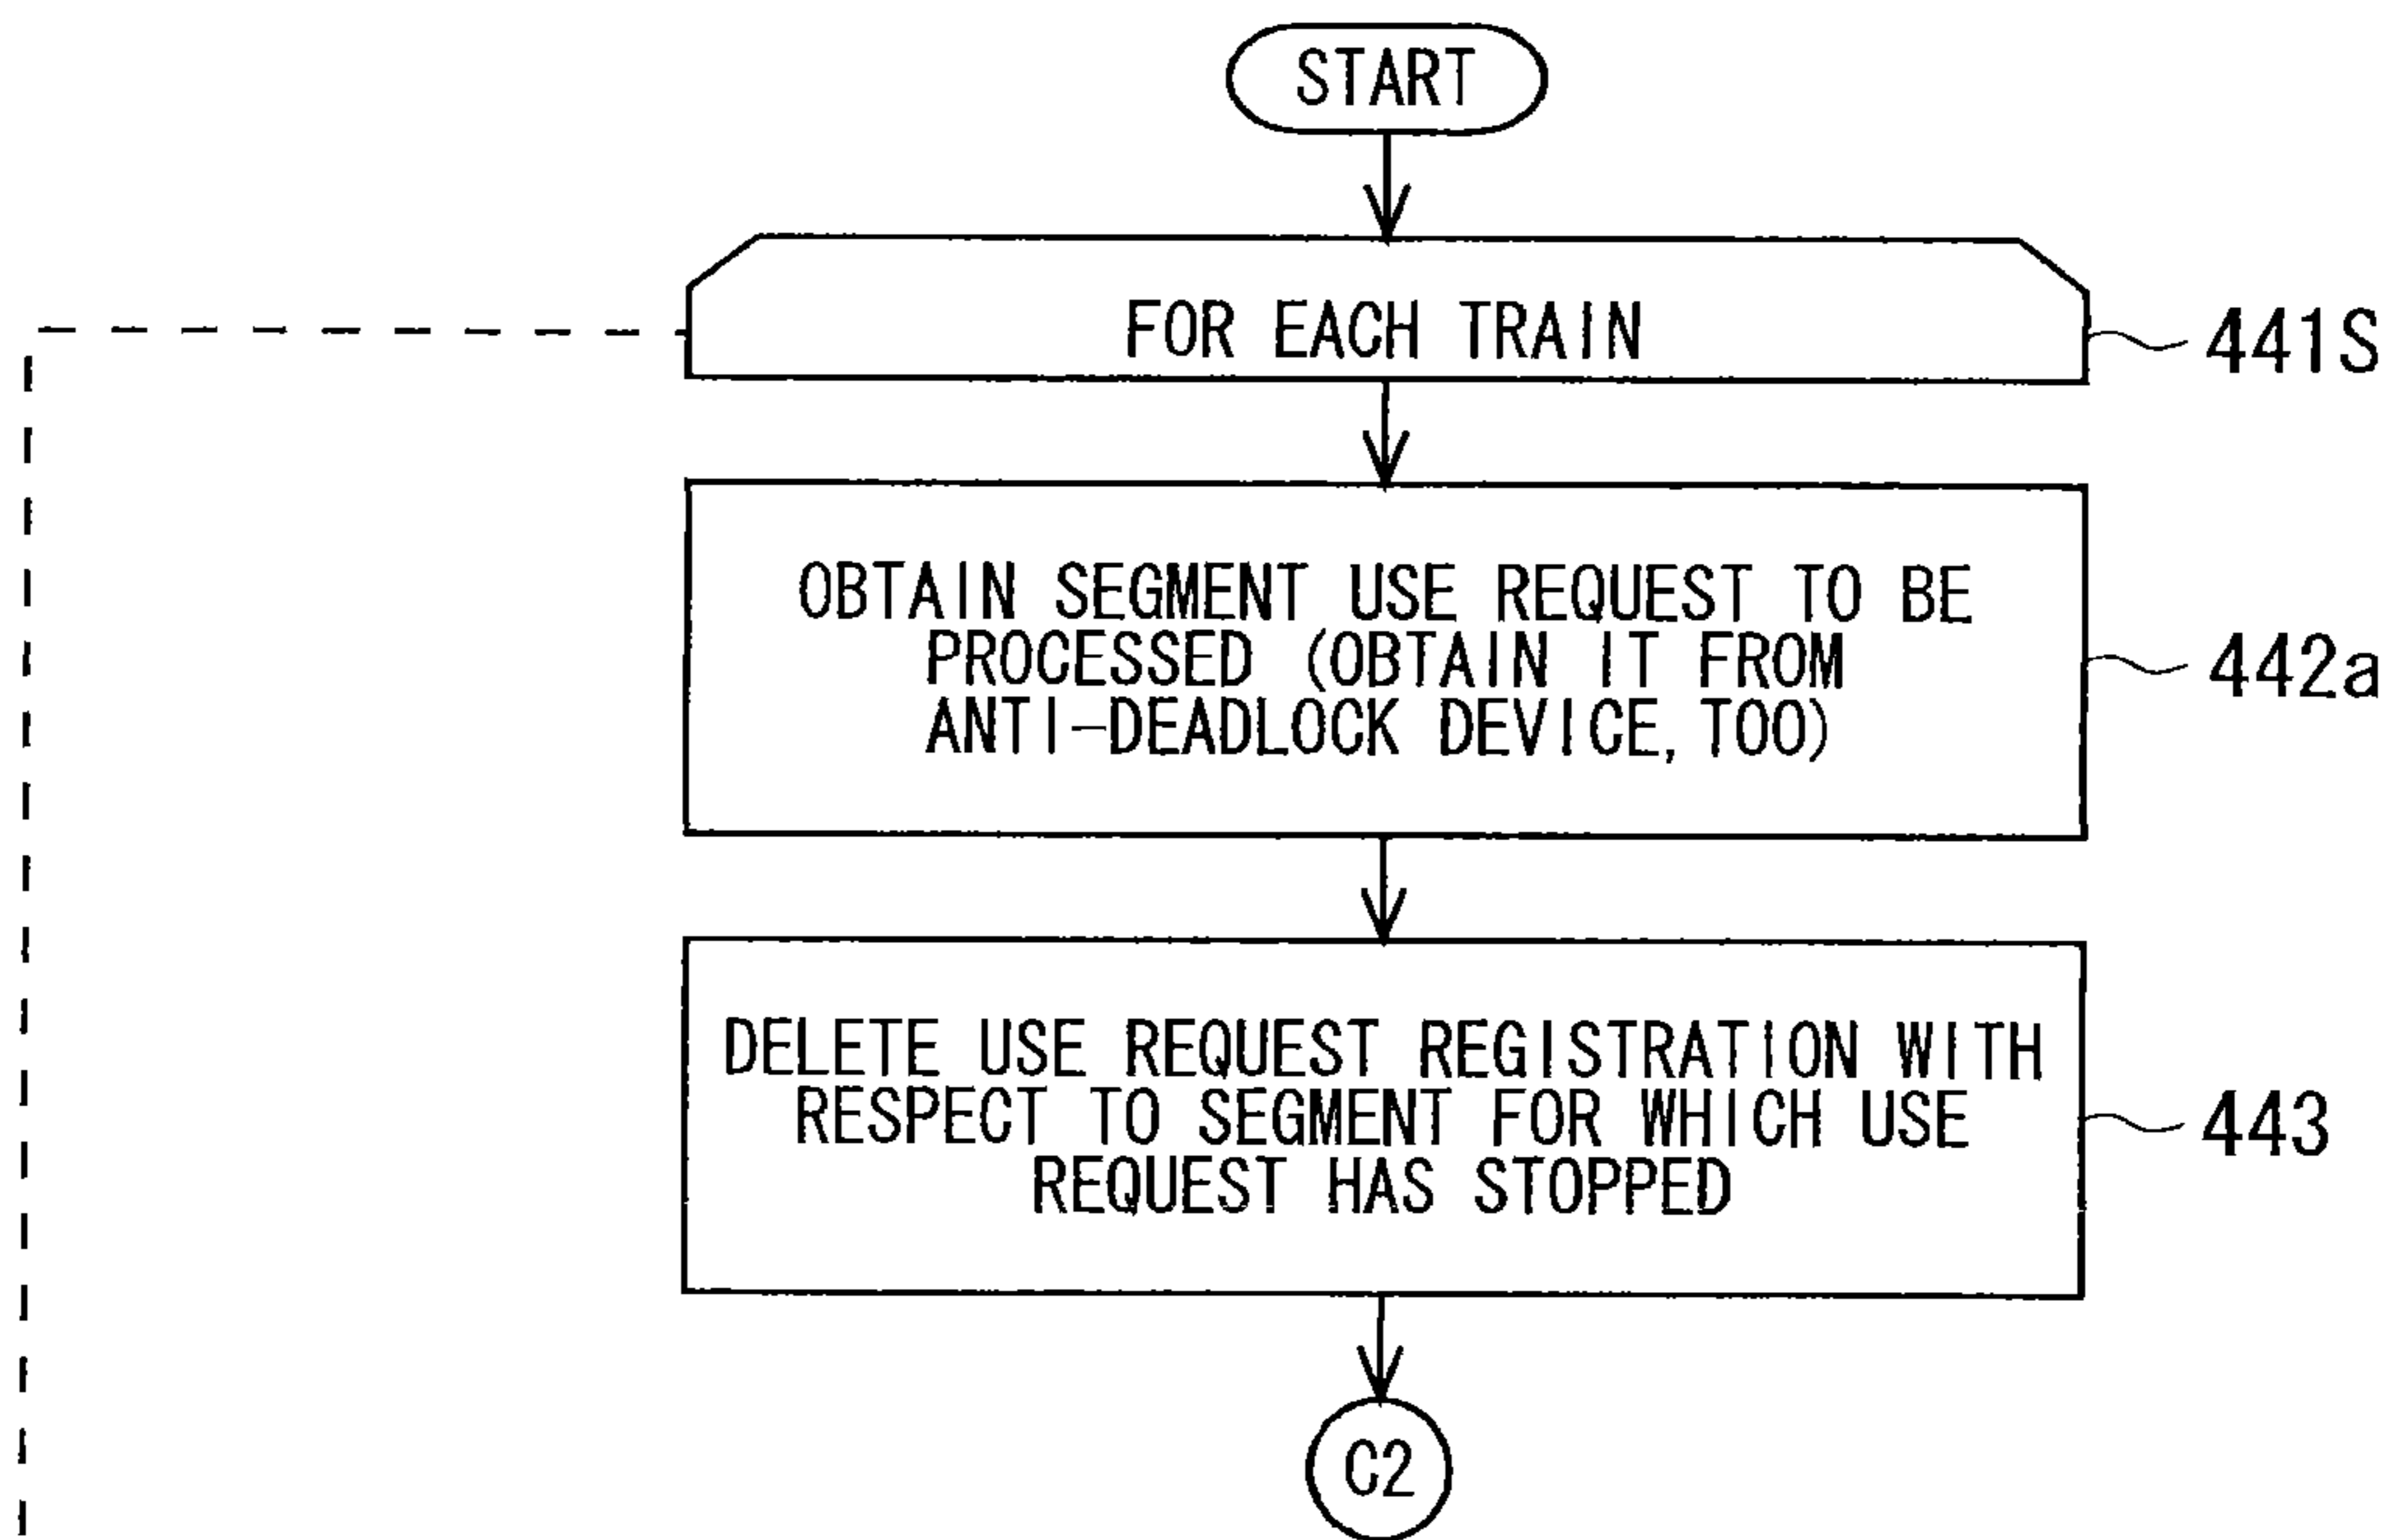 START
FOR EACH TRAIN
441S
OBTAIN SEGMENT USE REQUEST TO BE
PROCESSED (OBTAIN IT FROM
ANTI-DEADLOCK DEVICE, TOO)
442a
DELETE USE REQUEST REGISTRATION WITH
RESPECT TO SEGMENT FOR WHICH USE
REQUEST HAS STOPPED
443
C2